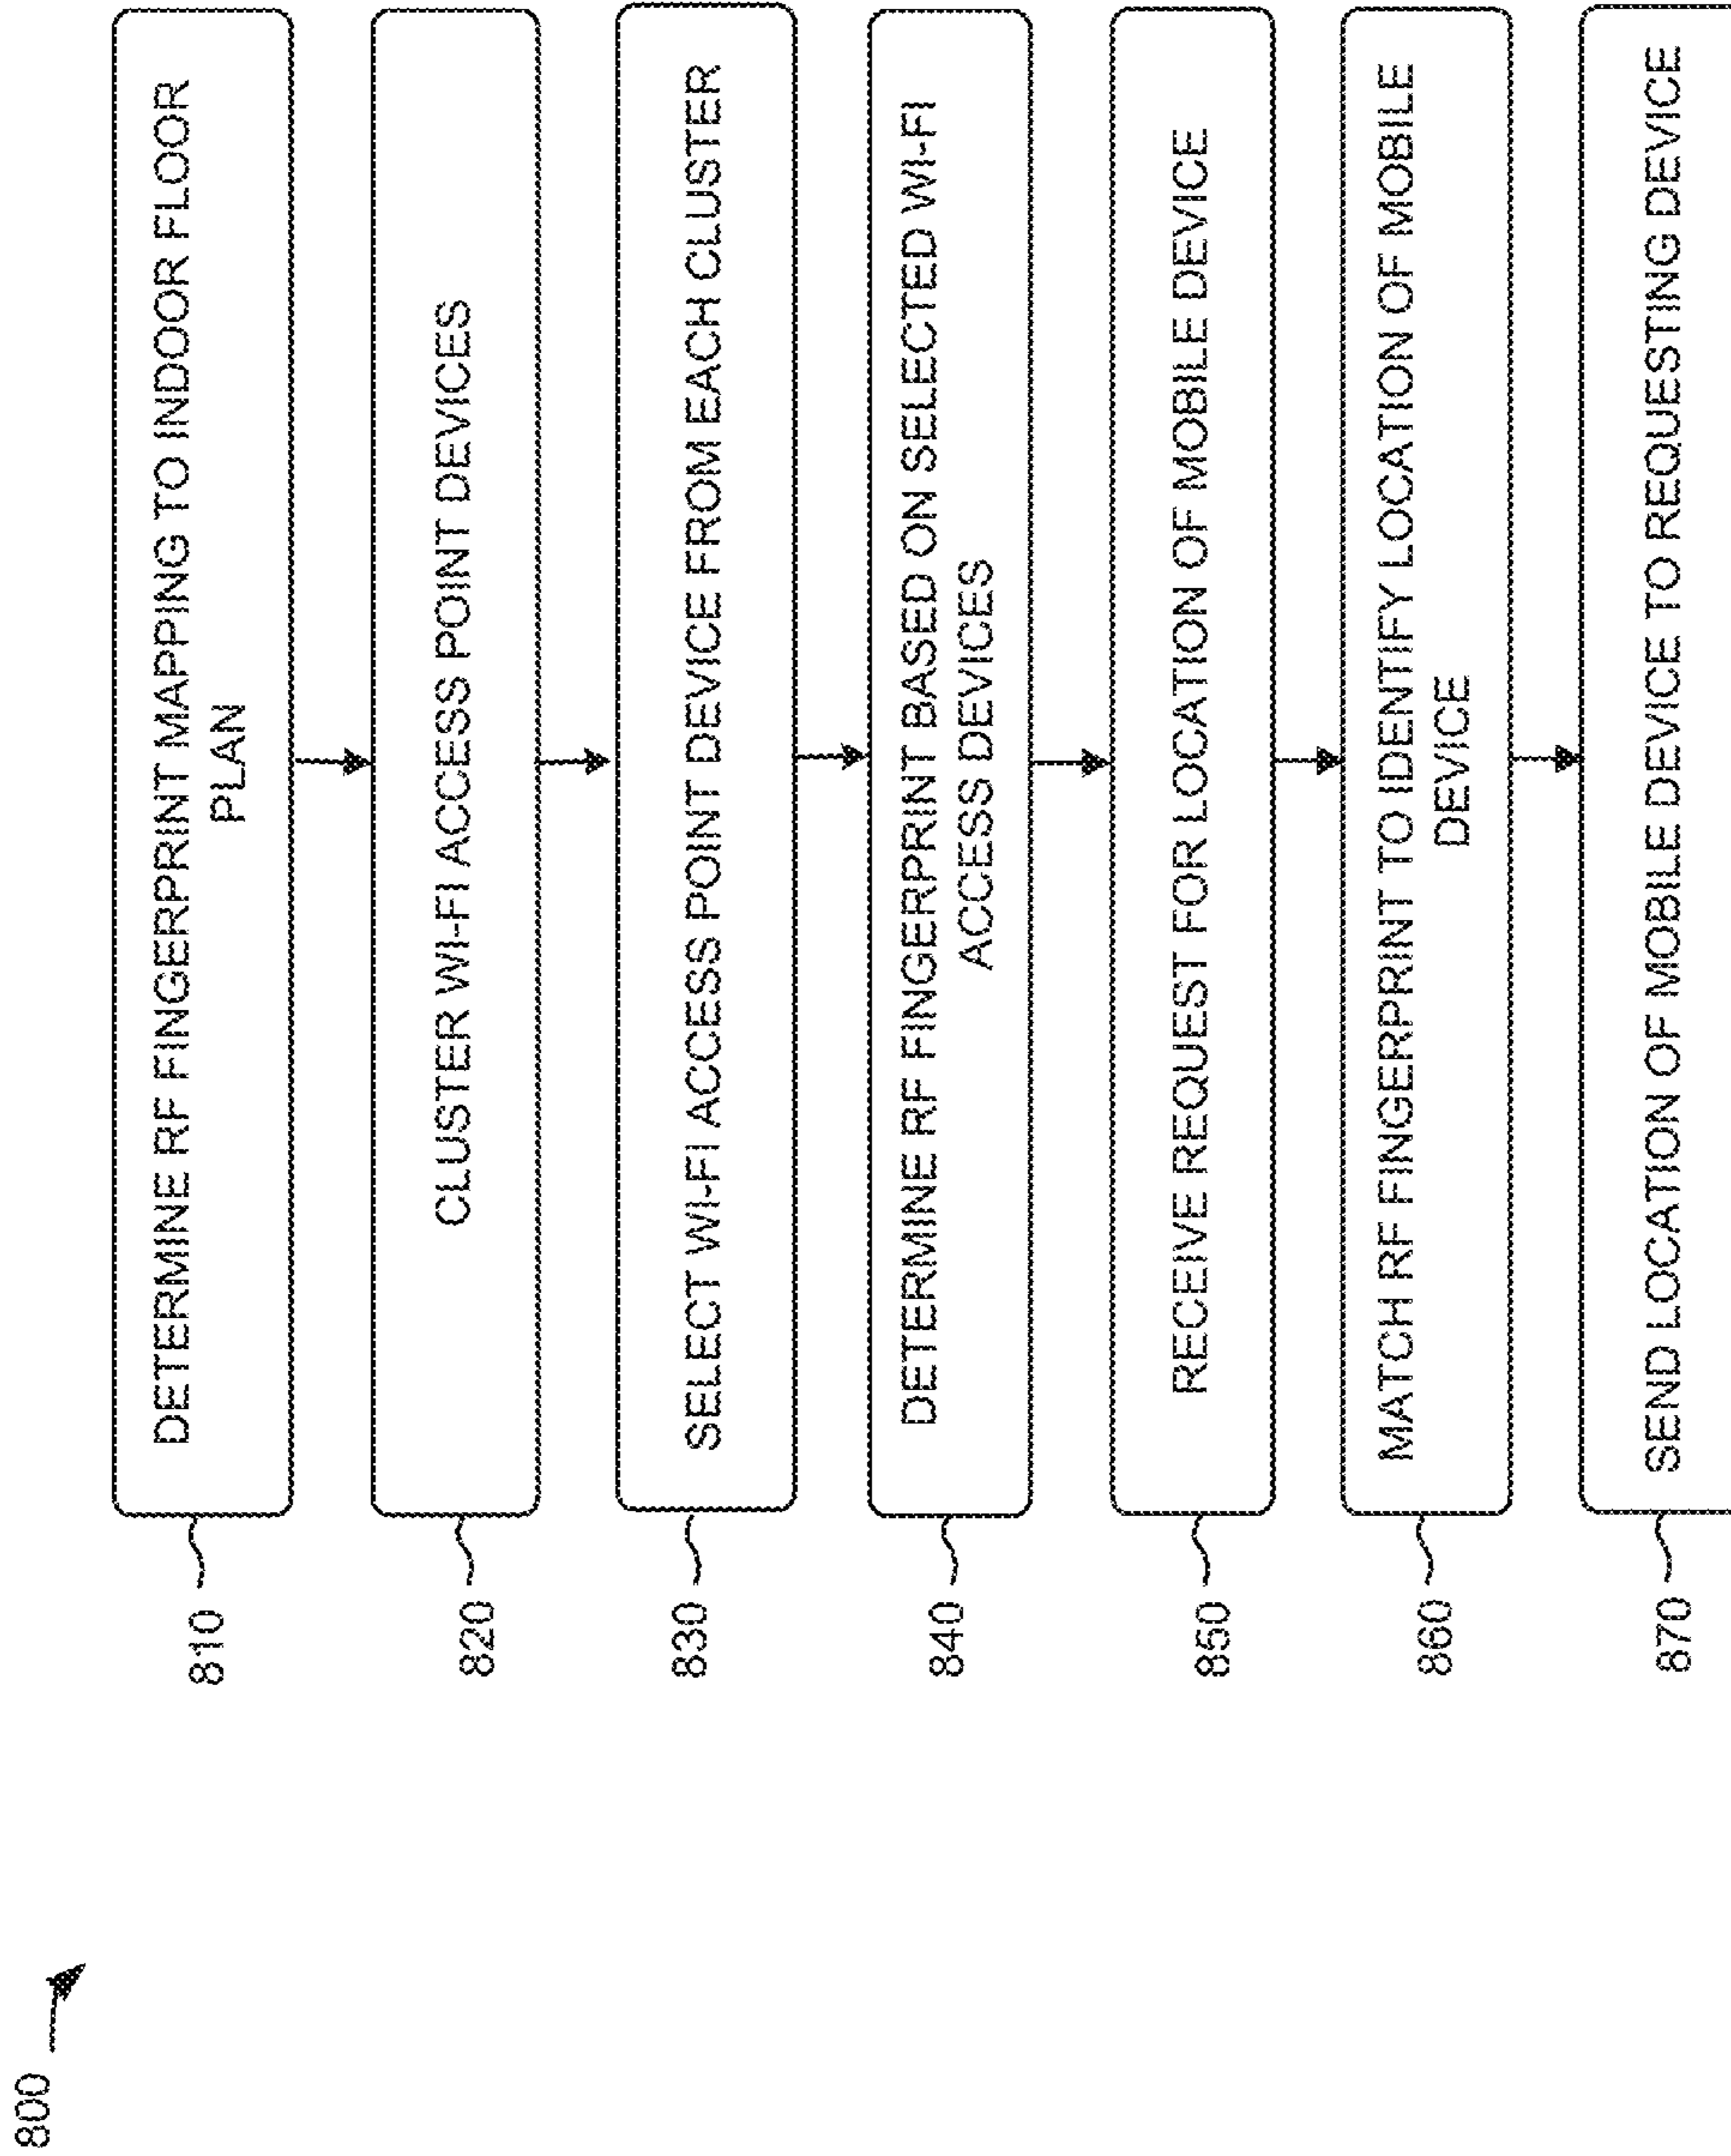 800
810
DETERMINE RF FINGERPRINT MAPPING TO INDOOR FLOOR
PLAN
820
CLUSTER WI-FI ACCESS POINT DEVICES
830
SELECT WI-FI ACCESS POINT DEVICE FROM EACH CLUSTER
840
DETERMINE RF FINGERPRINT BASED ON SELECTED WI-FI
ACCESS DEVICES
850
RECEIVE REQUEST FOR LOCATION OF MOBILE DEVICE
860
MATCH RF FINGERPRINT TO IDENTIFY LOCATION OF MOBILE
DEVICE
870
SEND LOCATION OF MOBILE DEVICE TO REQUESTING DEVICE